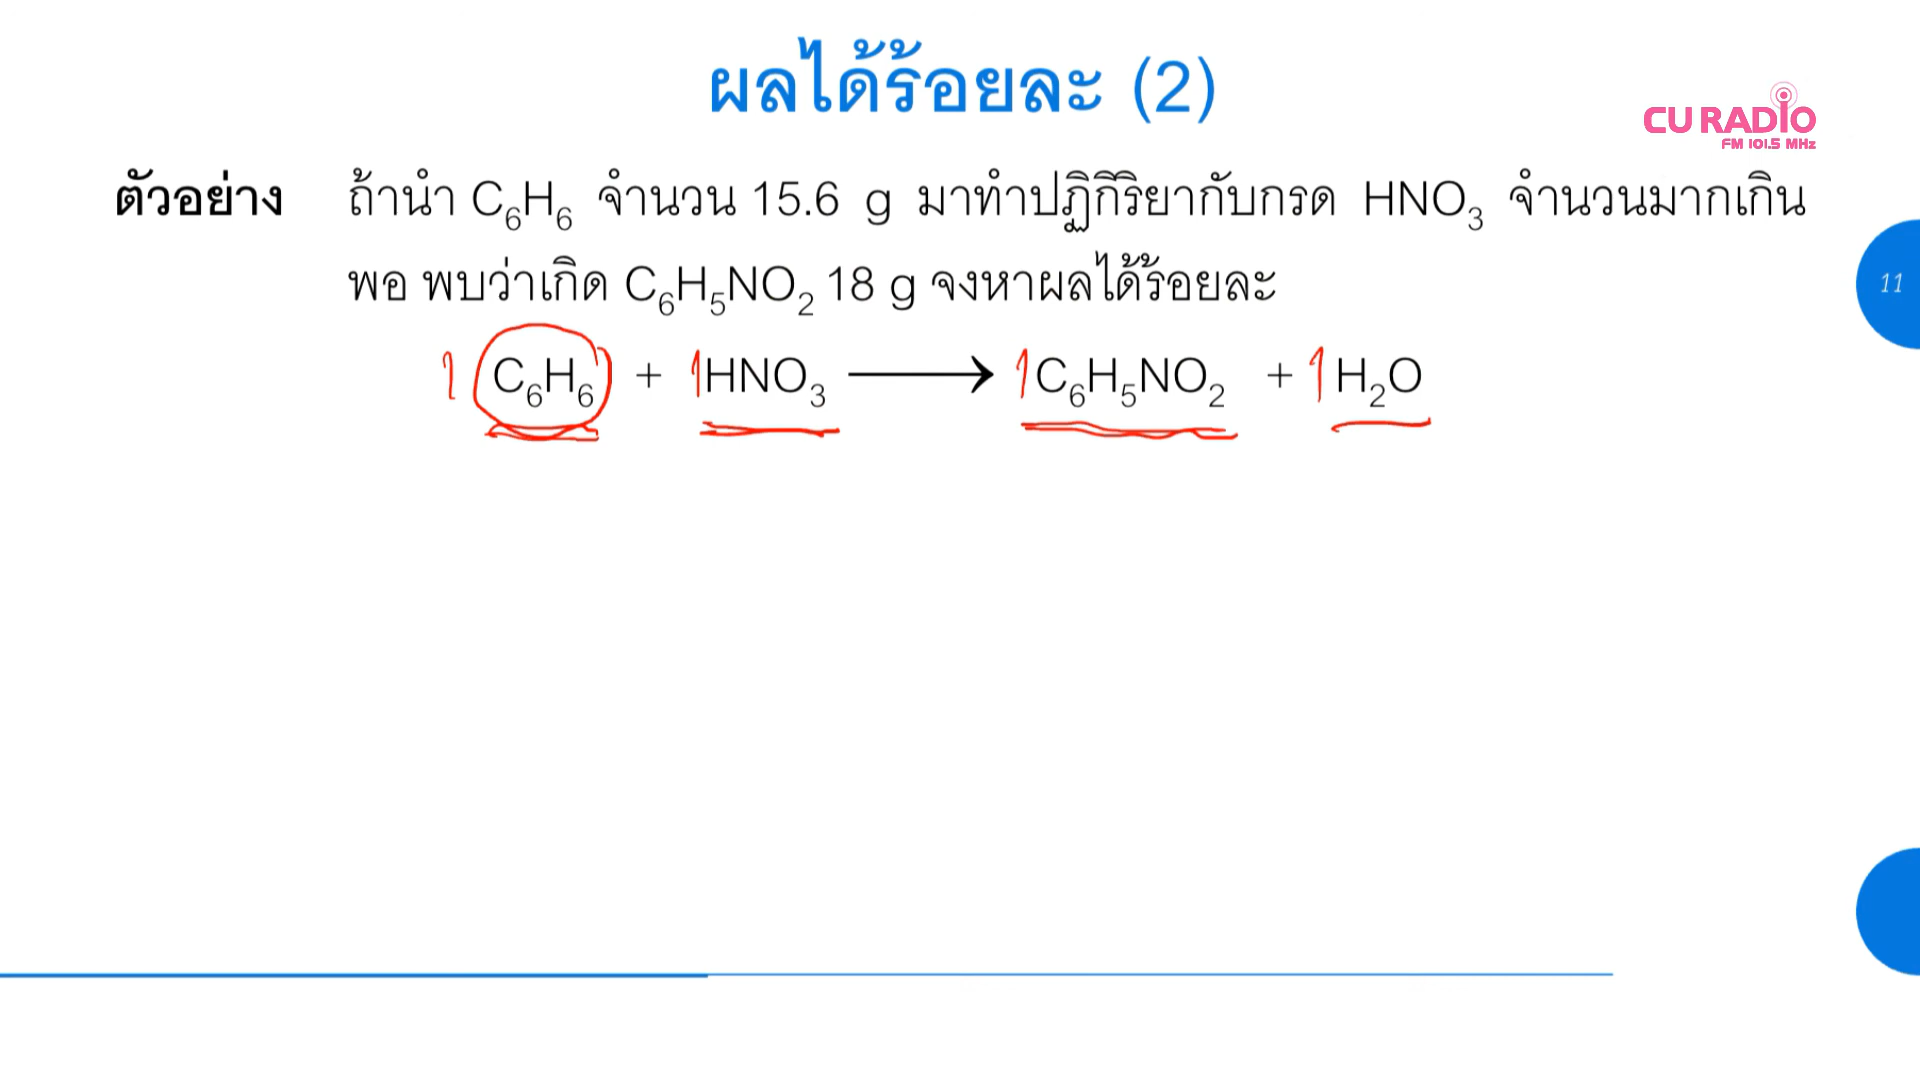 ผลได้ร้อยละ (2)
CU RADIO
FM 101.5 MHz
ตัวอย่าง ถ้านำ C₆H₆ จำนวน 15.6 g มาทำปฏิกิริยากับกรด HNO₃ จำนวนมากเกิน
พอ พบว่าเกิด C₆H₅NO₂ 18 g จงหาผลได้ร้อยละ
11
1 C₆H₆ + 1 HNO₃ ⟶ 1 C₆H₅NO₂ + 1 H₂O